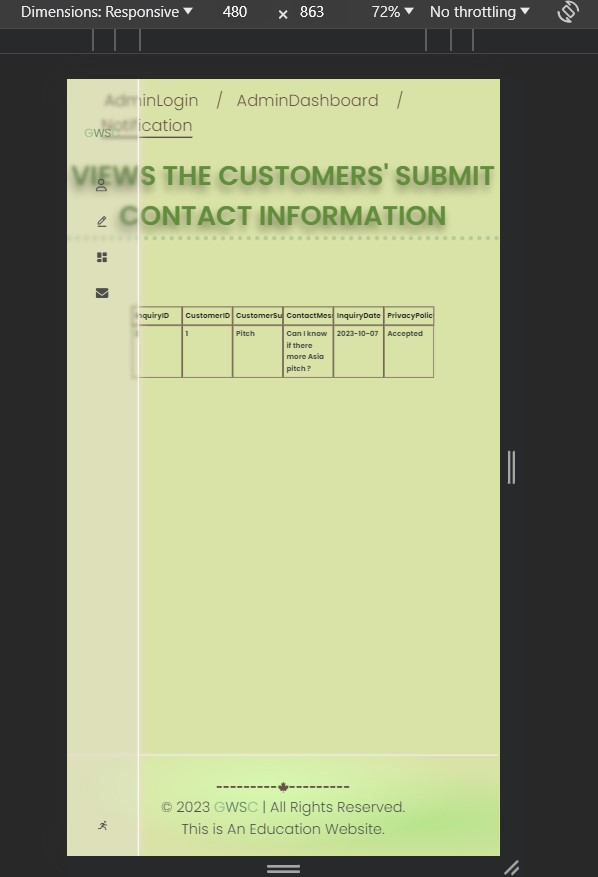 Dimensions: Responsive 480 × 863 72% No throttling
AdminLogin / AdminDashboard /
Notification
GWSC
VIEWS THE CUSTOMERS' SUBMIT
CONTACT INFORMATION
InquiryID CustomerID CustomerSu ContactMess InquiryDate PrivacyPolic
1 Pitch Can I know 2023-10-07 Accepted
if there
more Asia
pitch ?
© 2023 GWSC | All Rights Reserved.
This is An Education Website.